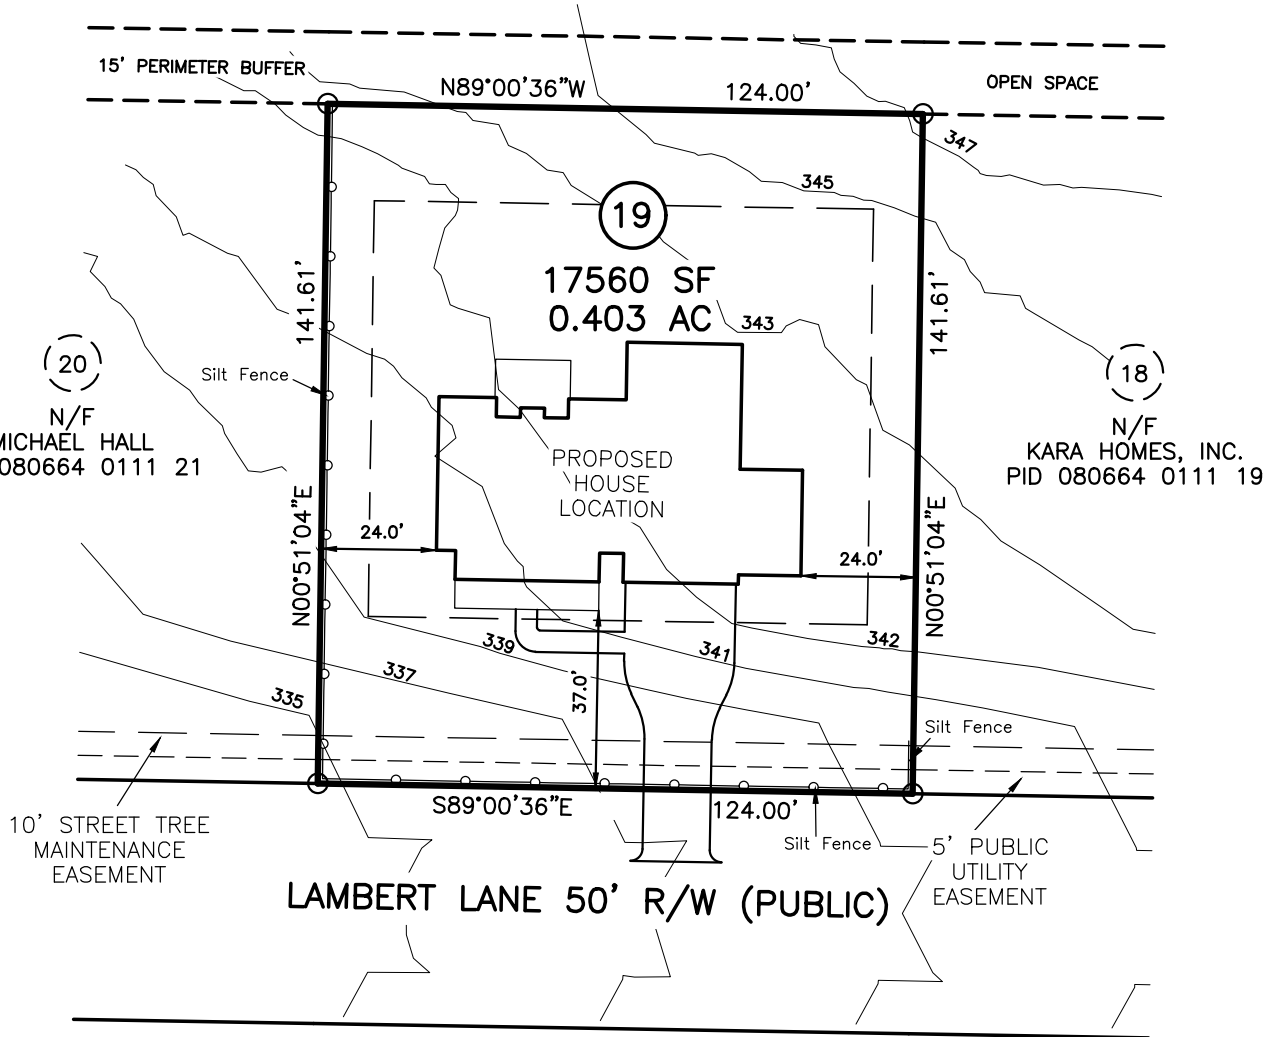 15' PERIMETER BUFFER
N89°00'36"W
124.00'
OPEN SPACE
347
345
19
17560 SF
0.403 AC
343
141.61'
141.61'
20
N/F
MICHAEL HALL
080664 0111 21
Silt Fence
18
N/F
KARA HOMES, INC.
PID 080664 0111 19
PROPOSED
HOUSE
LOCATION
N00°51'04"E
24.0'
24.0'
N00°51'04"E
339
341
342
337
335
37.0'
Silt Fence
S89°00'36"E
124.00'
Silt Fence
10' STREET TREE
MAINTENANCE
EASEMENT
5' PUBLIC
UTILITY
EASEMENT
LAMBERT LANE 50' R/W (PUBLIC)